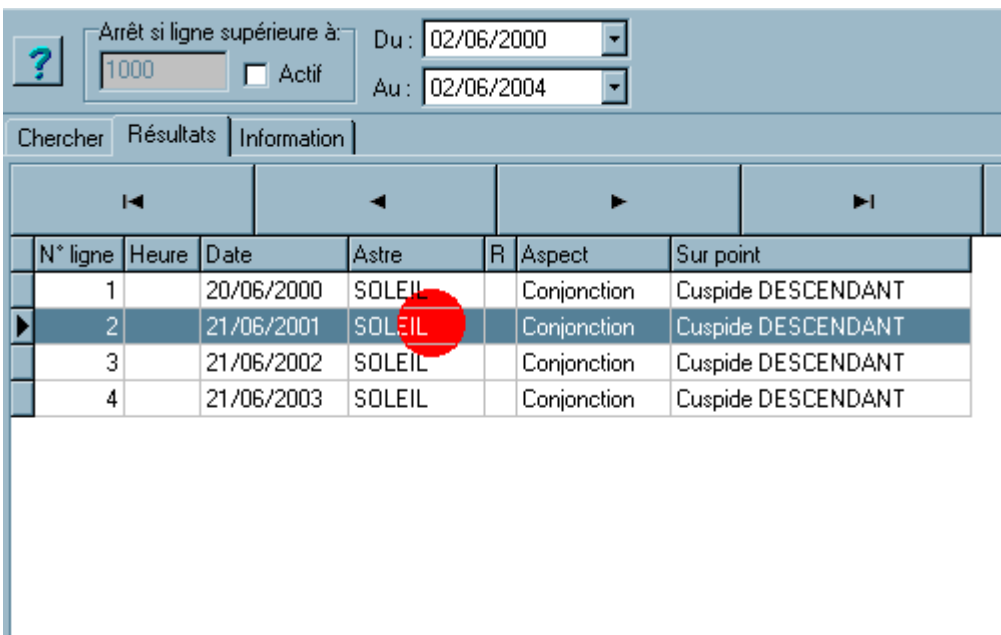 Arrêt si ligne supérieure à:
1000 Actif
Du : 02/06/2000
Au : 02/06/2004
Chercher Résultats Information
N° ligne Heure Date Astre R Aspect Sur point
1 20/06/2000 SOLEIL Conjonction Cuspide DESCENDANT
2 21/06/2001 SOLEIL Conjonction Cuspide DESCENDANT
3 21/06/2002 SOLEIL Conjonction Cuspide DESCENDANT
4 21/06/2003 SOLEIL Conjonction Cuspide DESCENDANT